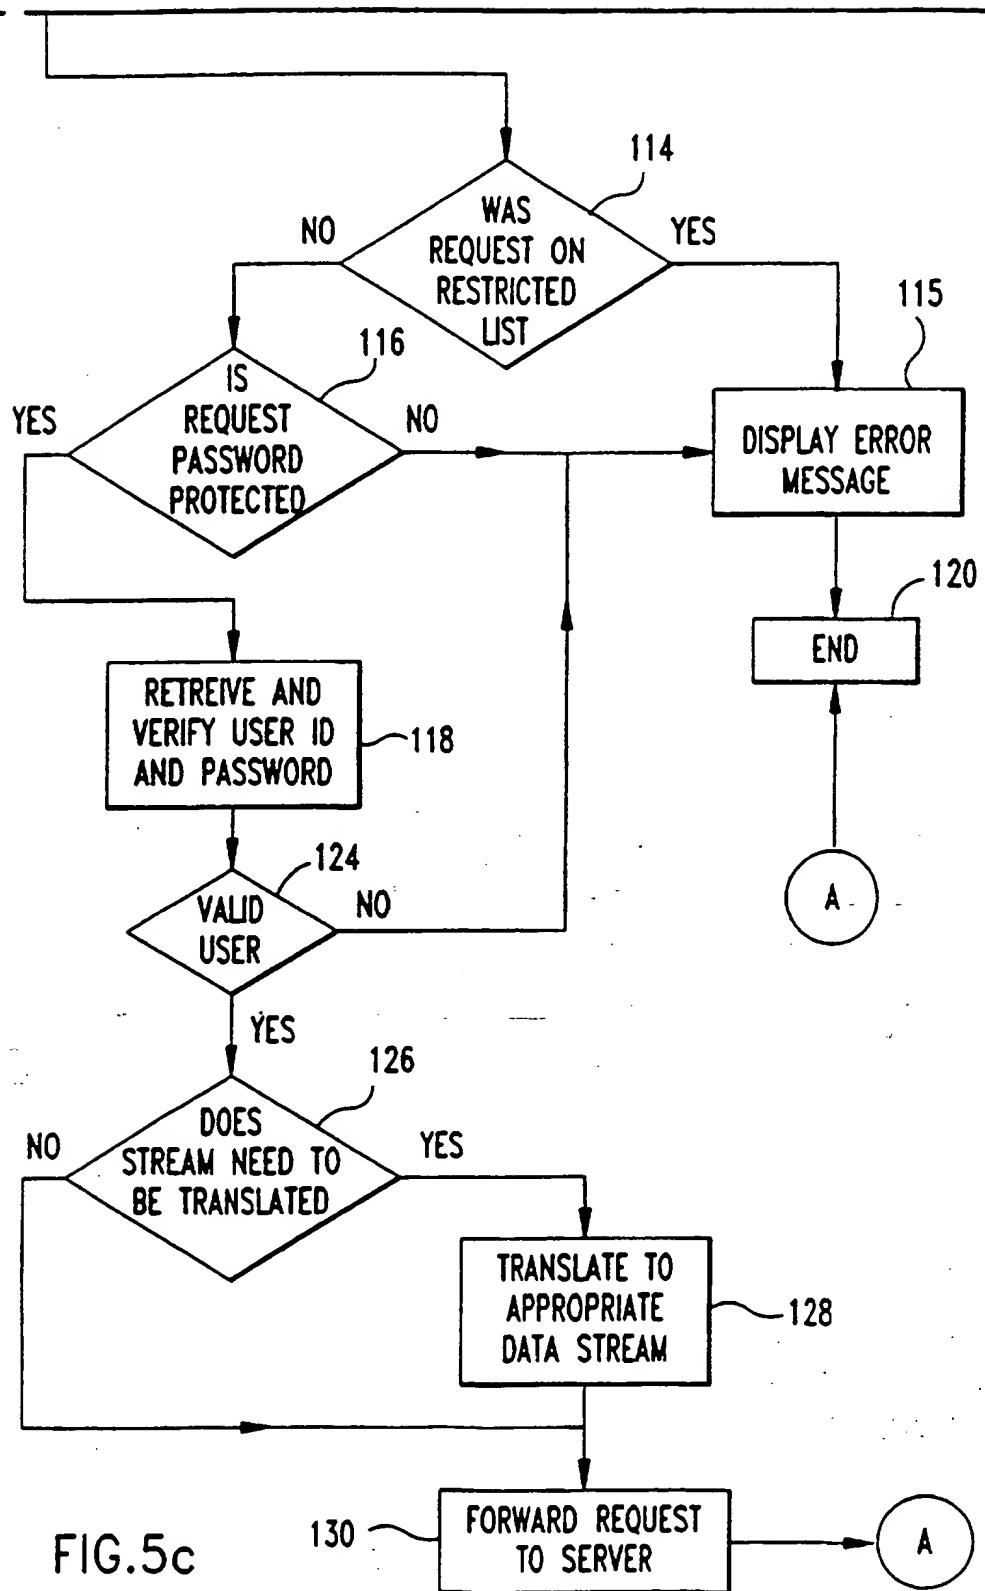 114
WAS
REQUEST ON
RESTRICTED
LIST
NO
YES
115
116
IS
REQUEST
PASSWORD
PROTECTED
YES
NO
DISPLAY ERROR
MESSAGE
120
END
RETREIVE AND
VERIFY USER ID
AND PASSWORD
118
124
VALID
USER
NO
A
YES
126
DOES
STREAM NEED TO
BE TRANSLATED
NO
YES
TRANSLATE TO
APPROPRIATE
DATA STREAM
128
130
FORWARD REQUEST
TO SERVER
A
FIG.5c